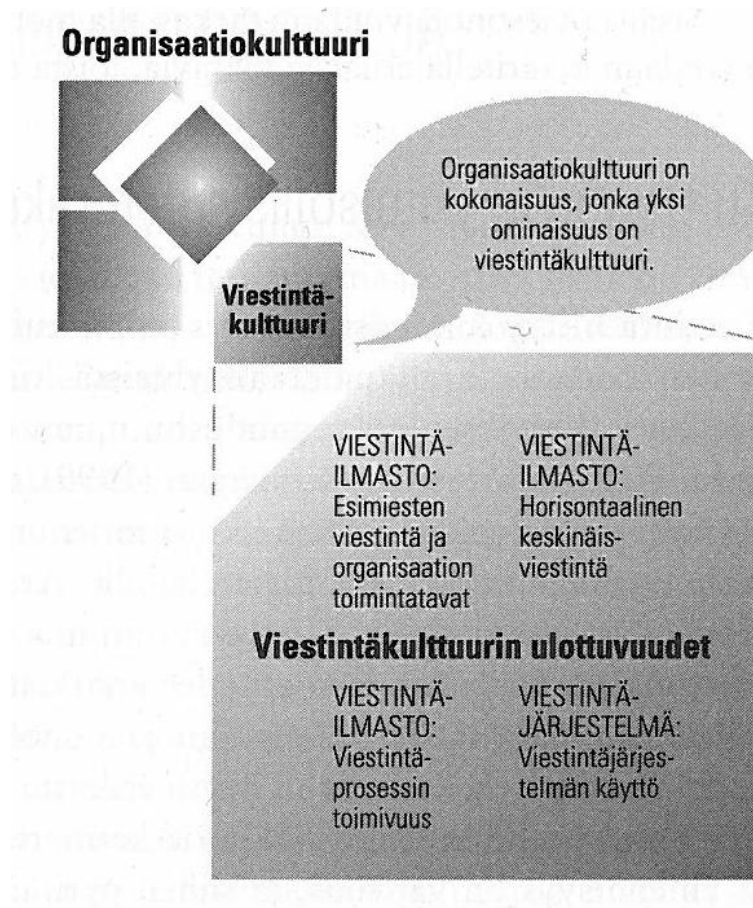 Organisaatiokulttuuri
Organisaatiokulttuuri on
kokonaisuus, jonka yksi
ominaisuus on
viestintäkulttuuri.
Viestintä-
kulttuuri
VIESTINTÄ-
ILMASTO:
Esimiesten
viestintä ja
organisaation
toimintatavat
VIESTINTÄ-
ILMASTO:
Horisontaalinen
keskinäis-
viestintä
Viestintäkulttuurin ulottuvuudet
VIESTINTÄ-
ILMASTO:
Viestintä-
prosessin
toimivuus
VIESTINTÄ-
JÄRJESTELMÄ:
Viestintäjärjes-
telmän käyttö